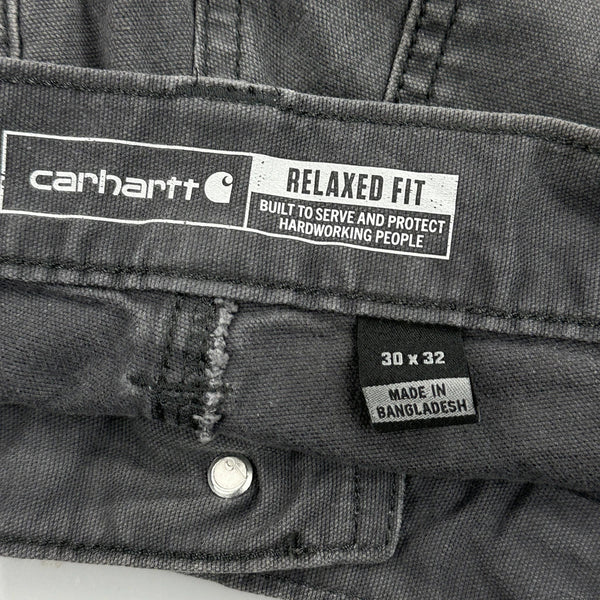 carhartt
RELAXED FIT
BUILT TO SERVE AND PROTECT
HARDWORKING PEOPLE
30 x 32
MADE IN
BANGLADESH